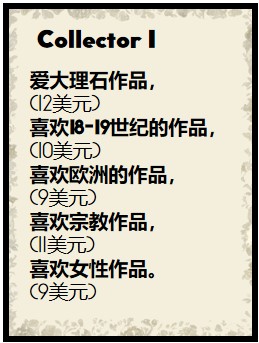 Collector 1
爱大理石作品，
(12美元)
喜欢18-19世纪的作品，
(10美元)
喜欢欧洲的作品，
(9美元)
喜欢宗教作品，
(11美元)
喜欢女性作品。
(9美元)